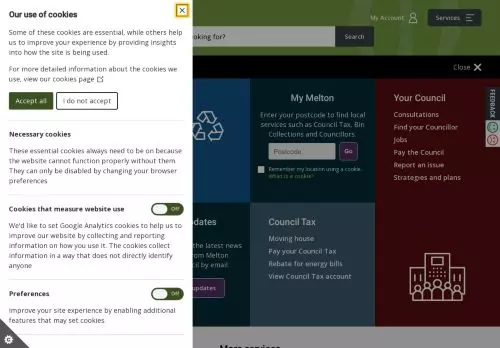 Our use of cookies
Some of these cookies are essential, while others help
us to improve your experience by providing insights
into how the site is being used.
For more detailed information about the cookies we
use, view our cookies page
Accept all
I do not accept
Necessary cookies
These essential cookies always need to be on because
the website cannot function properly without them.
They can only be disabled by changing your browser
preferences
Cookies that measure website use
Off
We'd like to set Google Analytics cookies to help us to
improve our website by collecting and reporting
information on how you use it. The cookies collect
information in a way that does not directly identify
anyone
Preferences
Off
Improve your site experience by enabling additional
features that may set cookies
My Account
Services
oking for?
Search
Close
My Melton
Enter your postcode to find local
services such as Council Tax, Bin
Collections and Councillors.
Postcode
Go
Remember my location using a cookie.
What is a cookie?
Your Council
Consultations
Find your Councillor
Jobs
Pay the Council
Report an issue
Strategies and plans
FEEDBACK
dates
the latest news
om Melton
cil by email
updates
Council Tax
Moving house
Pay your Council Tax
Rebate for energy bills
View Council Tax account